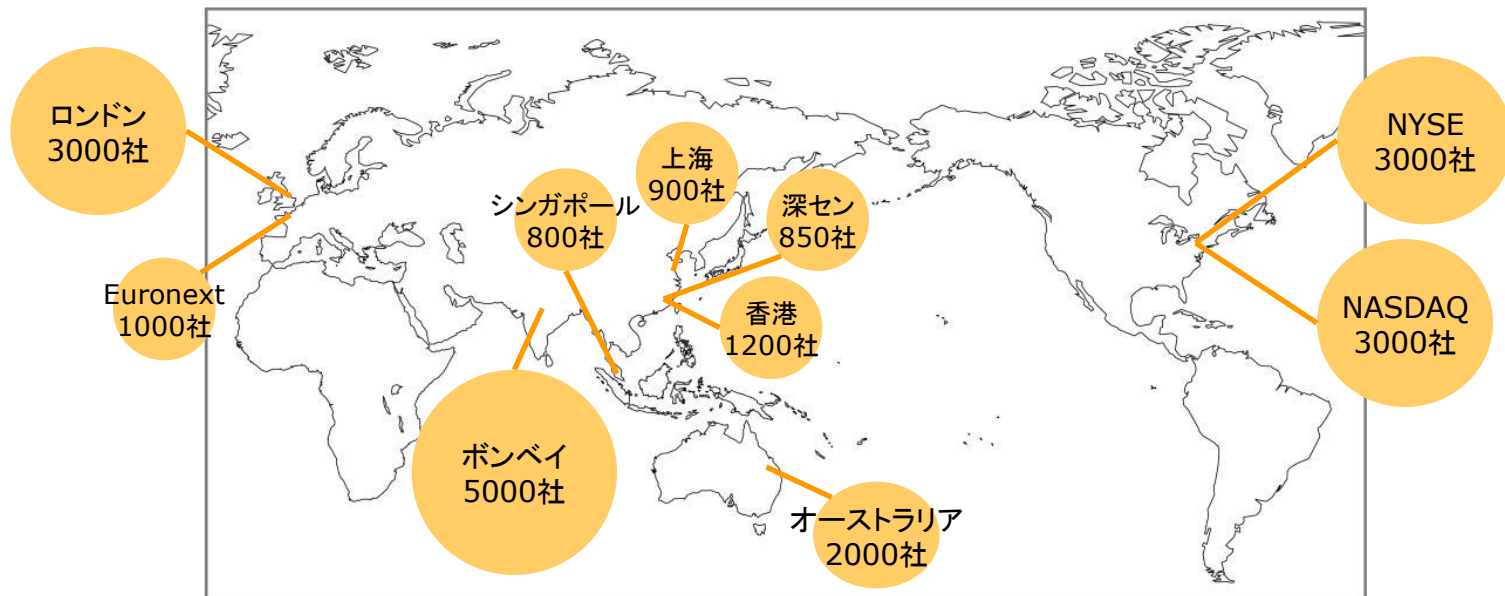 ロンドン
3000社
NYSE
3000社
上海
900社
シンガポール
800社
深セン
850社
Euronext
1000社
香港
1200社
NASDAQ
3000社
ボンベイ
5000社
オーストラリア
2000社